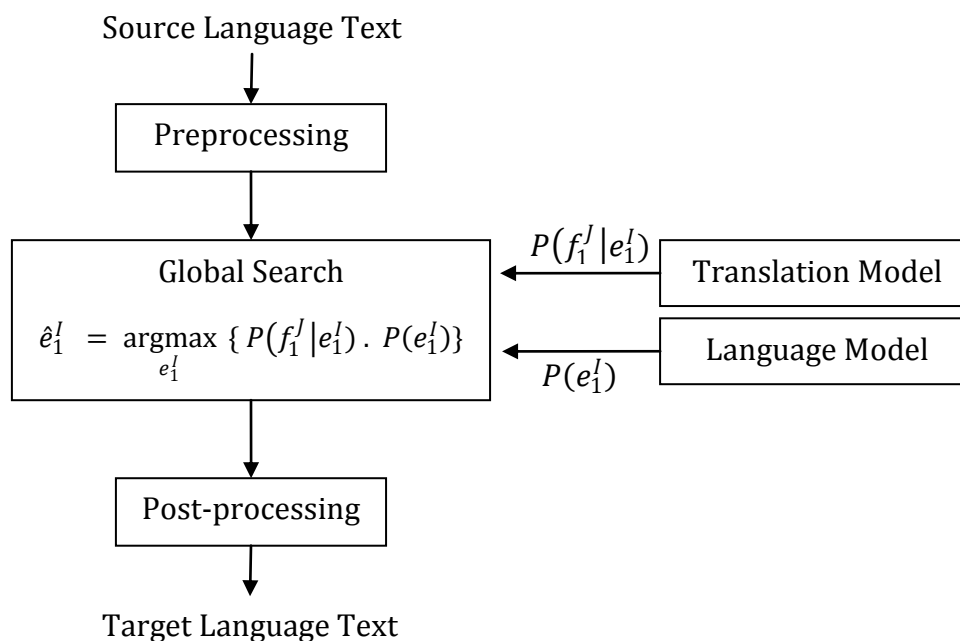 Source Language Text
Preprocessing
Global Search
ê₁ᴵ = argmax { P(f₁ᴶ|e₁ᴵ) . P(e₁ᴵ)}
e₁ᴵ
P(f₁ᴶ|e₁ᴵ)
Translation Model
Language Model
P(e₁ᴵ)
Post-processing
Target Language Text